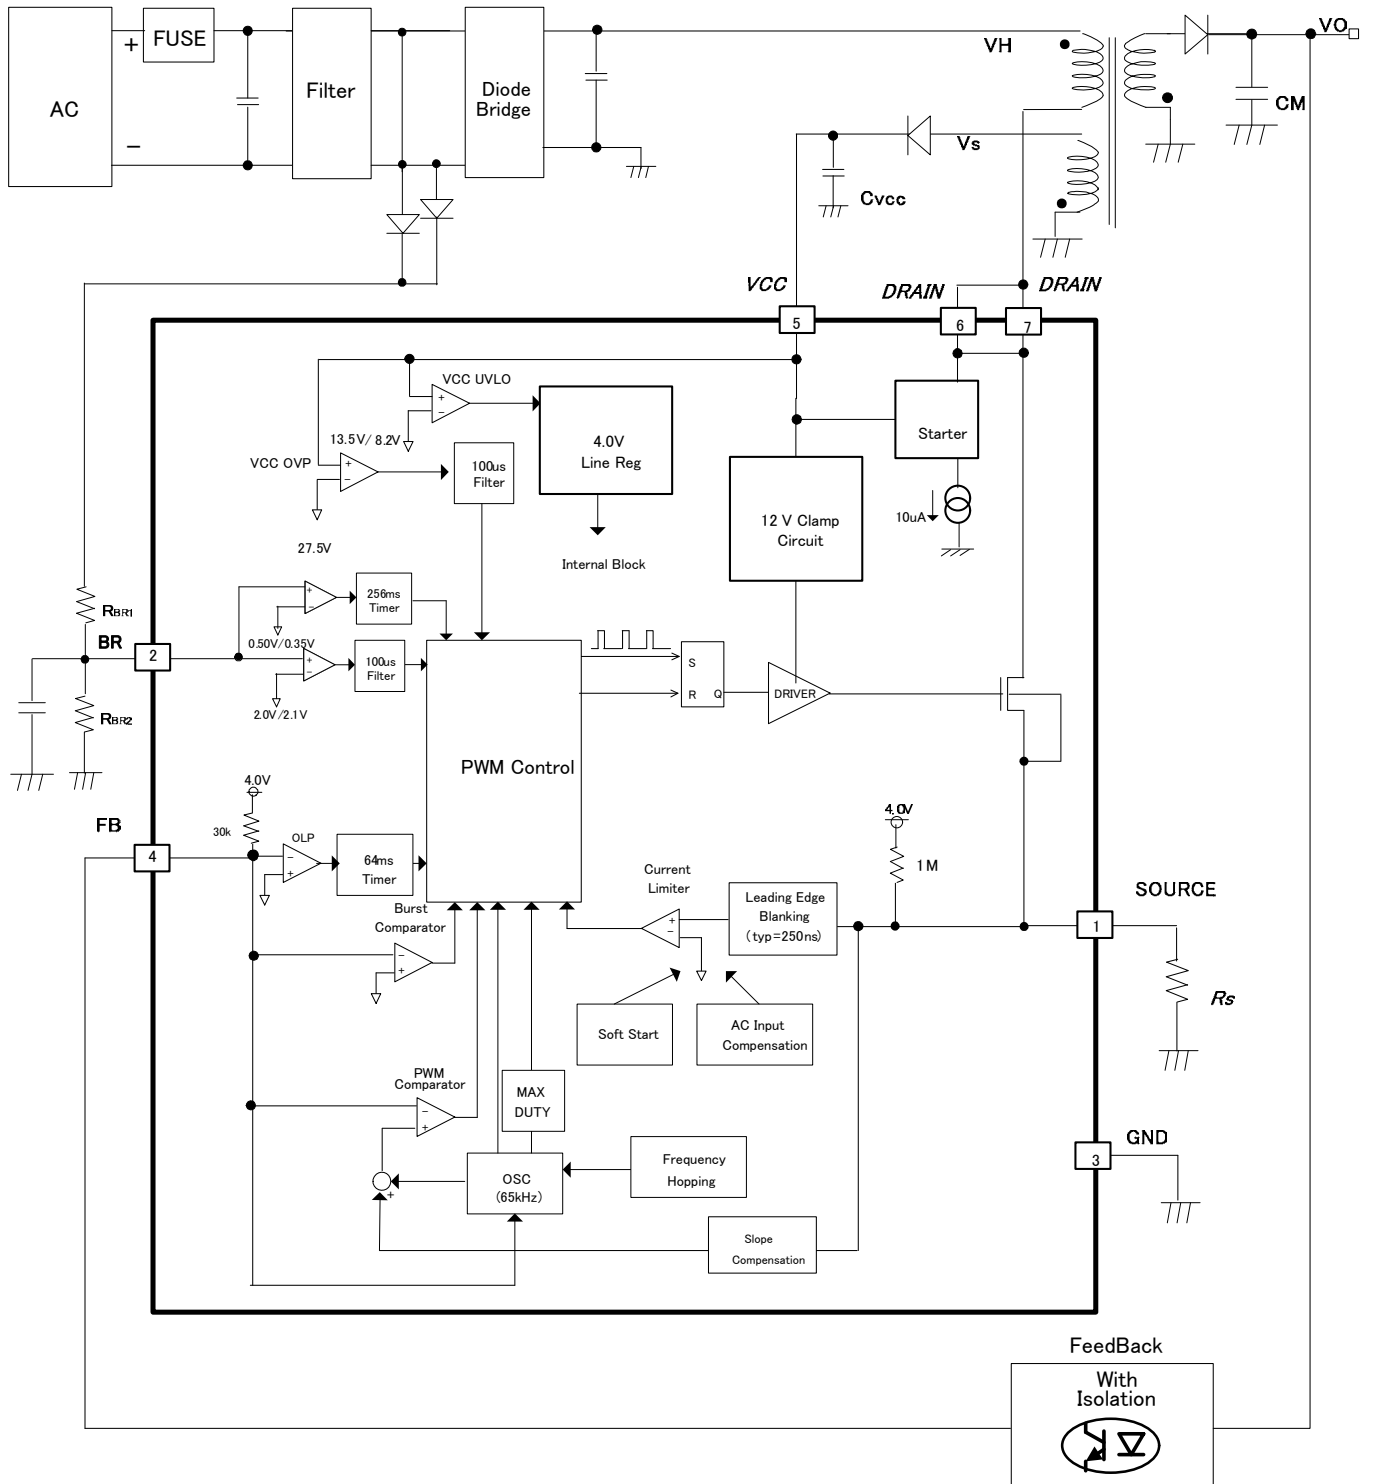 AC
+
FUSE
−
Filter
Diode
Bridge
VH
VO
CM
Vs
Cvcc
VCC
DRAIN
DRAIN
5
6
7
VCC UVLO
+
−
13.5V/ 8.2V
4.0V
Line Reg
Internal Block
VCC OVP
+
−
27.5V
100us
Filter
Starter
10uA
12 V Clamp
Circuit
RBR1
BR
2
RBR2
+
−
0.50V/0.35V
256ms
Timer
+
−
2.0V/2.1V
100us
Filter
PWM Control
S
R
Q
DRIVER
4.0V
30k
FB
4
OLP
−
+
64ms
Timer
Burst
Comparator
−
+
Current
Limiter
+
−
Leading Edge
Blanking
(typ=250ns)
4.0V
1M
SOURCE
1
Rs
Soft Start
AC Input
Compensation
PWM
Comparator
−
+
MAX
DUTY
+
OSC
(65kHz)
Frequency
Hopping
Slope
Compensation
GND
3
FeedBack
With
Isolation